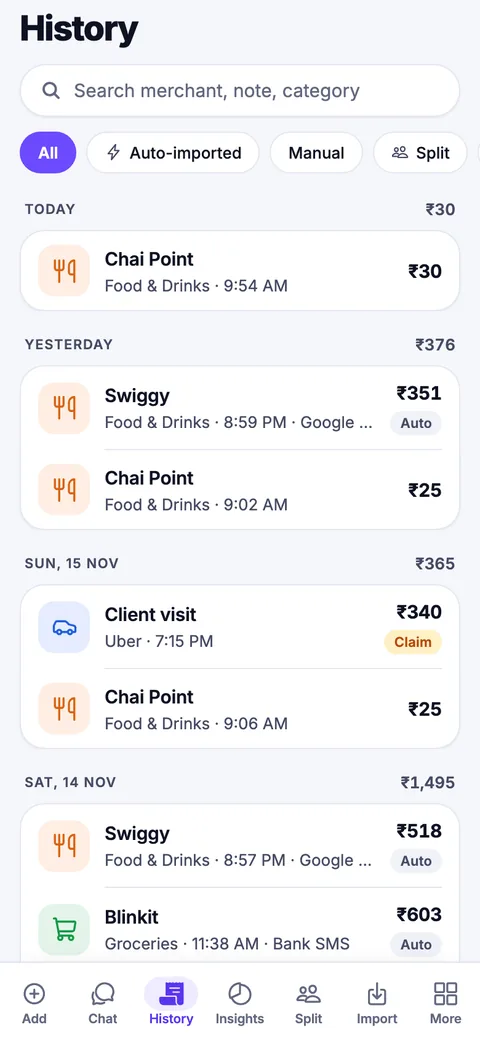 History
Search merchant, note, category
All
Auto-imported
Manual
Split
TODAY ₹30
Chai Point
₹30
Food & Drinks · 9:54 AM
YESTERDAY ₹376
Swiggy ₹351
Food & Drinks · 8:59 PM · Google ... Auto
Chai Point
₹25
Food & Drinks · 9:02 AM
SUN, 15 NOV ₹365
Client visit ₹340
Uber · 7:15 PM Claim
Chai Point
₹25
Food & Drinks · 9:06 AM
SAT, 14 NOV ₹1,495
Swiggy ₹518
Food & Drinks · 8:57 PM · Google ... Auto
Blinkit ₹603
Groceries · 11:38 AM · Bank SMS Auto
Add Chat History Insights Split Import More